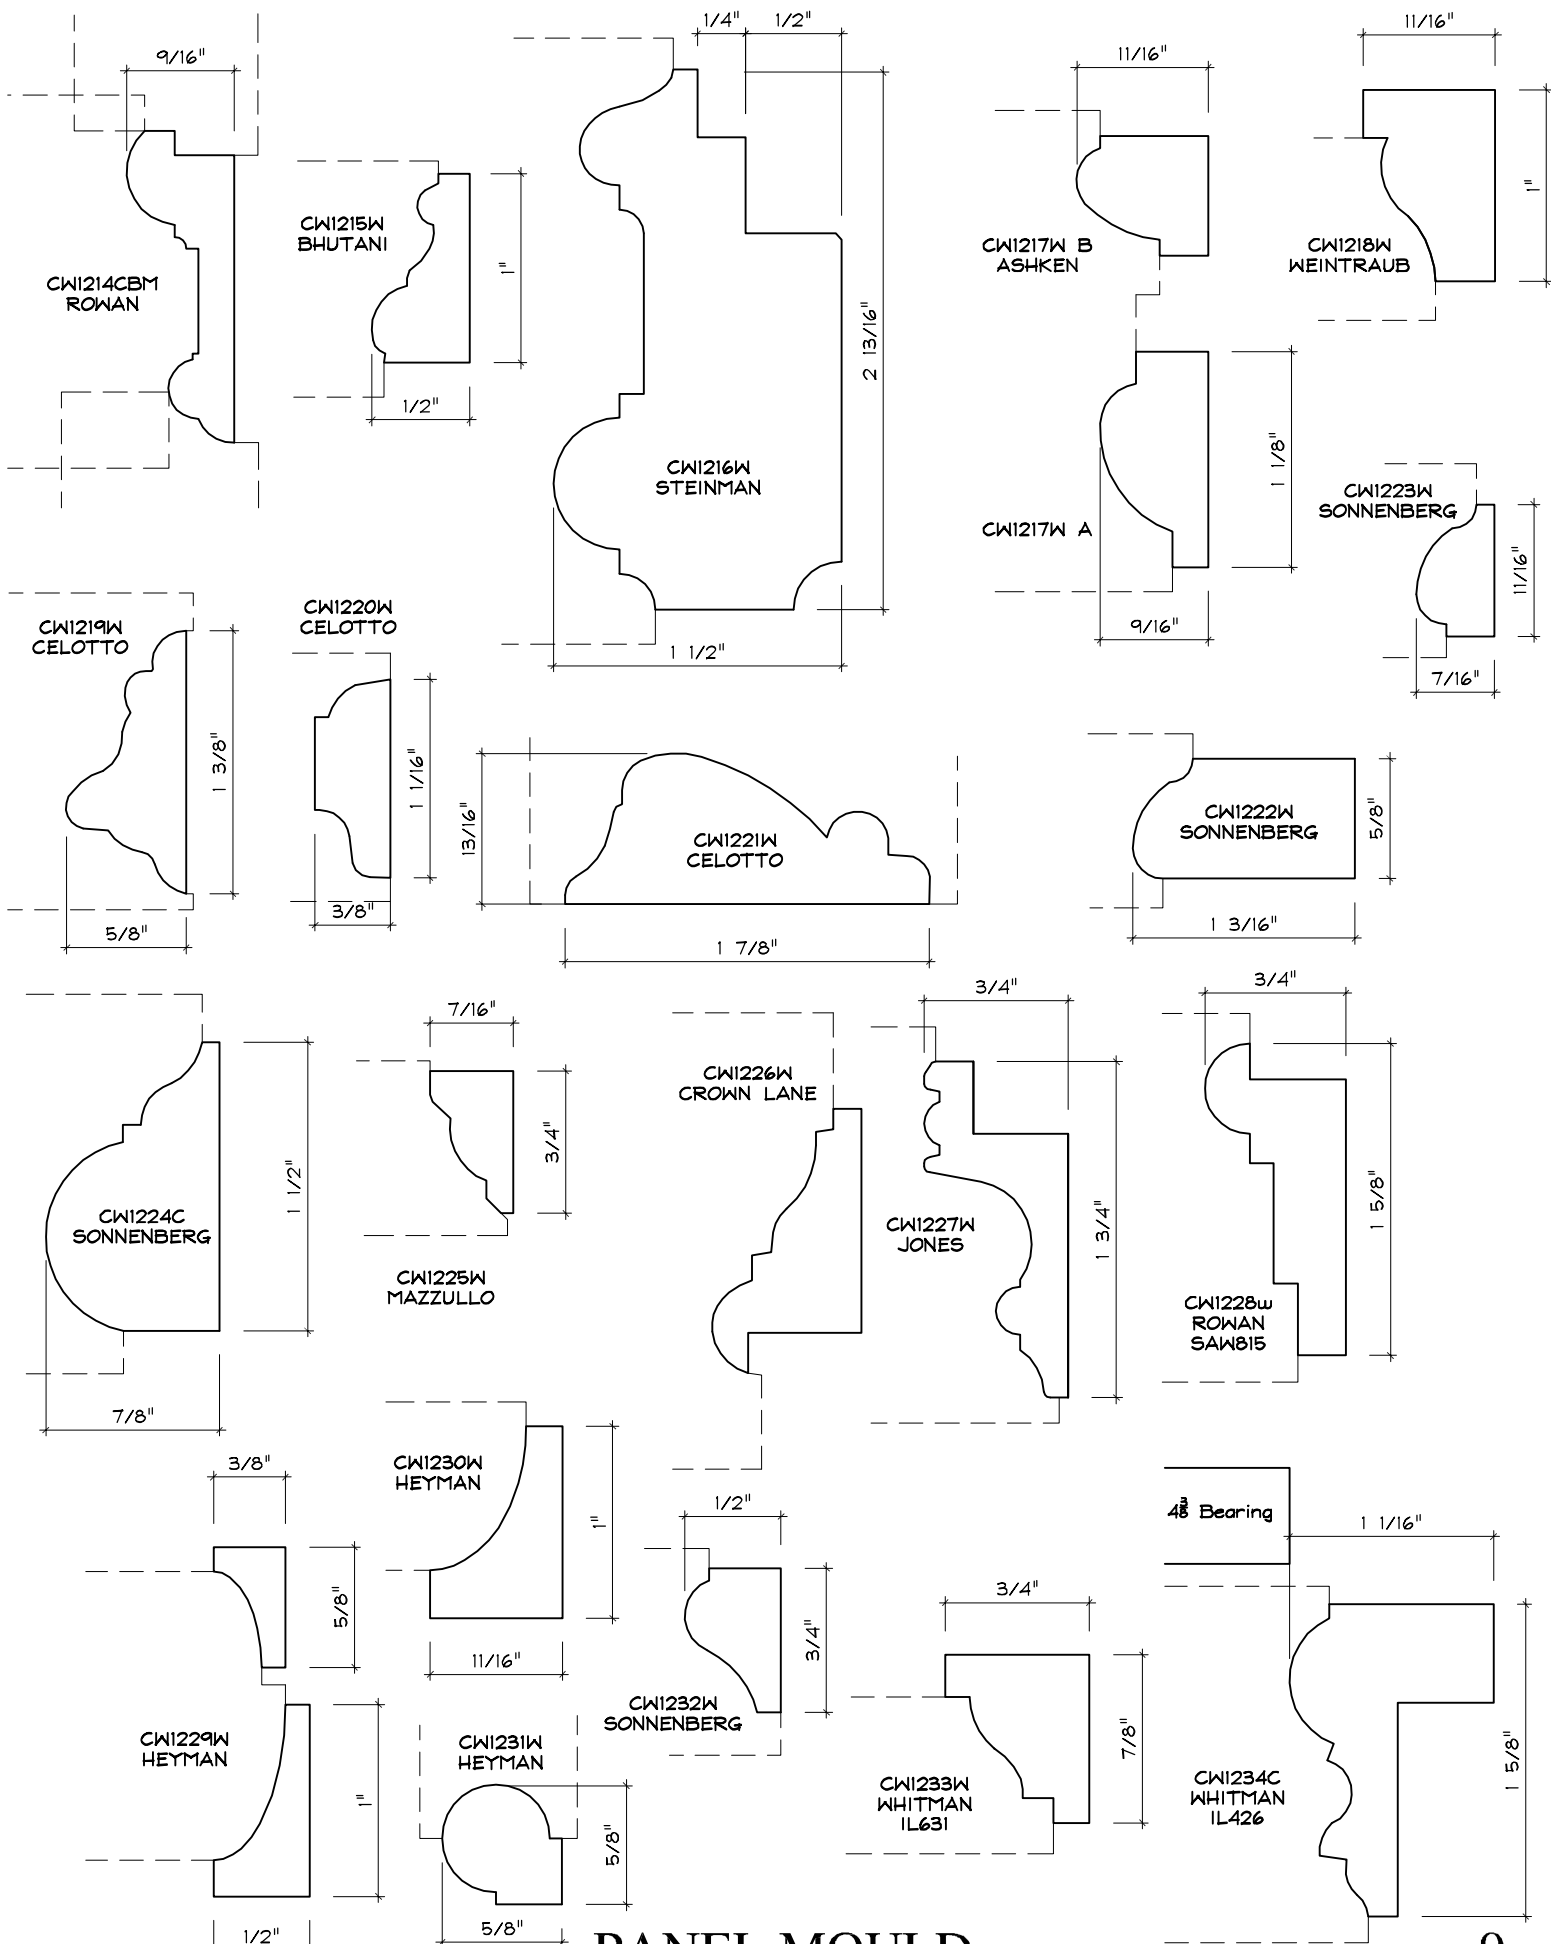 9/16"
CW1214CBM
ROWAN
CW1215W
BHUTANI
1"
1/2"
1/4"
1/2"
2 13/16"
CW1216W
STEINMAN
1 1/2"
11/16"
CW1217W B
ASHKEN
1 1/8"
CW1217W A
9/16"
11/16"
1"
CW1218W
WEINTRAUB
CW1223W
SONNENBERG
11/16"
7/16"
CW1219W
CELOTTO
1 3/8"
5/8"
CW1220W
CELOTTO
1 1/16"
3/8"
13/16"
CW1221W
CELOTTO
1 7/8"
CW1222W
SONNENBERG
5/8"
1 3/16"
CW1224C
SONNENBERG
1 1/2"
7/8"
7/16"
3/4"
CW1225W
MAZZULLO
CW1226W
CROWN LANE
3/4"
CW1227W
JONES
1 3/4"
3/4"
1 5/8"
CW1228w
ROWAN
SAW815
3/8"
5/8"
CW1229W
HEYMAN
1"
1/2"
CW1230W
HEYMAN
1"
11/16"
CW1231W
HEYMAN
5/8"
5/8"
1/2"
3/4"
CW1232W
SONNENBERG
3/4"
7/8"
CW1233W
WHITMAN
IL631
4 3/8 Bearing
1 1/16"
CW1234C
WHITMAN
IL426
1 5/8"
PANEL MOULD
9